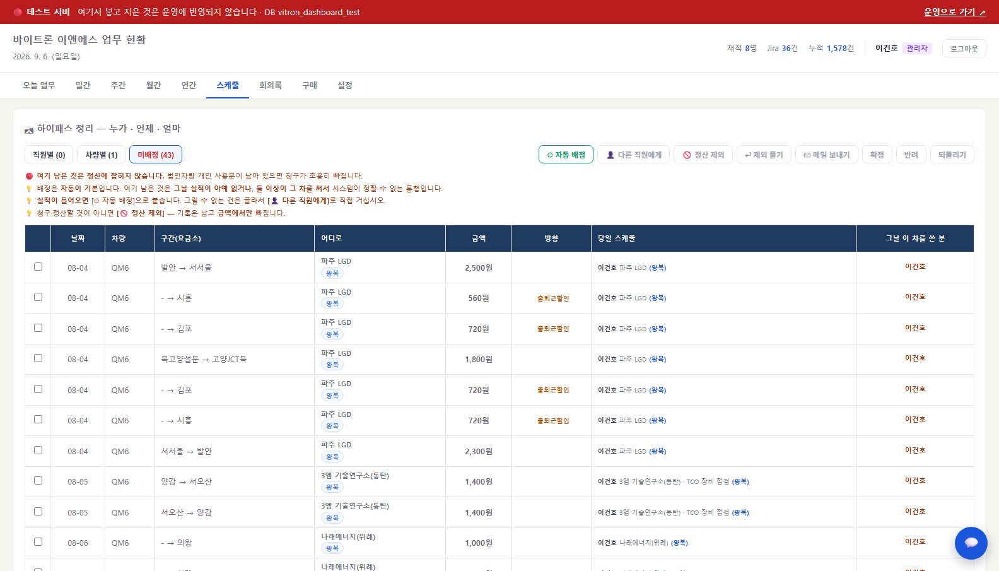 테스트 서버 여기서 넣고 지운 것은 운영에 반영되지 않습니다 · DB vitron_dashboard_test 운영으로 가기 ↗
바이트론 이앤에스 업무 현황
2026. 9. 6. (일요일)
재직 8명 Jira 36건 누적 1,578건 이건호 관리자 로그아웃
오늘 업무 일간 주간 월간 연간 스케줄 회의록 구매 설정
하이패스 정리 — 누가 · 언제 · 얼마
직원별 (0) 차량별 (1) 미배정 (43) 자동 배정 다른 직원에게 정산 제외 ↩ 제외 풀기 메일 보내기 확정 반려 되돌리기
여기 남은 것은 정산에 잡히지 않습니다. 법인차량 개인 사용분이 남아 있으면 청구가 조용히 빠집니다.
배정은 자동이 기본입니다. 여기 남은 것은 그날 실적이 아예 없거나, 둘 이상이 그 차를 써서 시스템이 정할 수 없는 통행입니다.
실적이 들어오면 [⚙ 자동 배정]으로 붙습니다. 그럴 수 없는 건은 골라서 [👤 다른 직원에게]로 직접 거십시오.
청구·정산할 것이 아니면 [🚫 정산 제외] — 기록은 남고 금액에서만 빠집니다.
날짜 차량 구간(요금소) 어디로 금액 방향 당일 스케줄 그날 이 차를 쓴 분
08-04 QM6 발안 → 서서울 파주 LGD 왕복 2,500원 이건호 파주 LGD (왕복) 이건호
08-04 QM6 - → 시흥 파주 LGD 왕복 560원 출퇴근할인 이건호 파주 LGD (왕복) 이건호
08-04 QM6 - → 김포 파주 LGD 왕복 720원 출퇴근할인 이건호 파주 LGD (왕복) 이건호
08-04 QM6 북고양설문 → 고양JCT북 파주 LGD 왕복 1,800원 이건호 파주 LGD (왕복) 이건호
08-04 QM6 - → 김포 파주 LGD 왕복 720원 출퇴근할인 이건호 파주 LGD (왕복) 이건호
08-04 QM6 - → 시흥 파주 LGD 왕복 720원 출퇴근할인 이건호 파주 LGD (왕복) 이건호
08-04 QM6 서서울 → 발안 파주 LGD 왕복 2,300원 이건호 파주 LGD (왕복) 이건호
08-05 QM6 양감 → 서오산 3엠 기술연구소(동탄) 왕복 1,400원 이건호 3엠 기술연구소(동탄) · TCO 장비 점검 (왕복) 이건호
08-05 QM6 서오산 → 양감 3엠 기술연구소(동탄) 왕복 1,400원 이건호 3엠 기술연구소(동탄) · TCO 장비 점검 (왕복) 이건호
08-06 QM6 - → 의왕 나래에너지(위례) 왕복 1,000원 이건호 나래에너지(위례) (왕복) 이건호
나래에너지(위례)